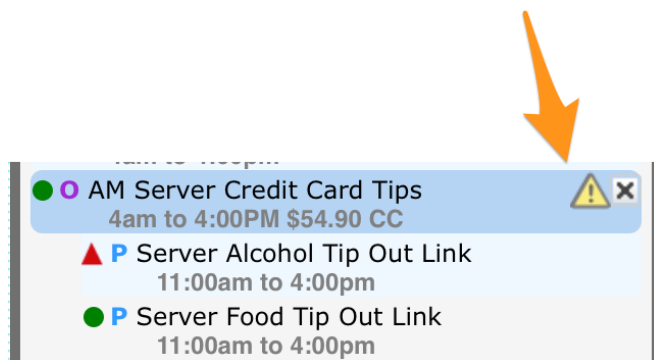 O AM Server Credit Card Tips
4am to 4:00PM $54.90 CC
P Server Alcohol Tip Out Link
11:00am to 4:00pm
P Server Food Tip Out Link
11:00am to 4:00pm